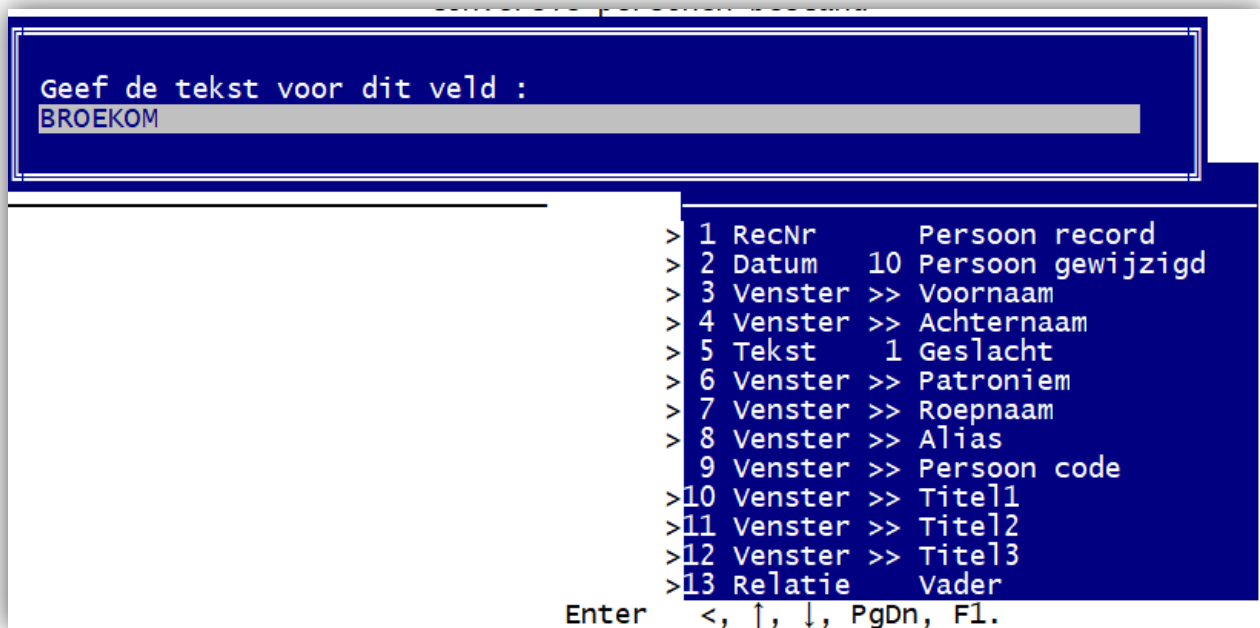 Geef de tekst voor dit veld :
BROEKOM
> 1 RecNr Persoon record
> 2 Datum 10 Persoon gewijzigd
> 3 Venster >> Voornaam
> 4 Venster >> Achternaam
> 5 Tekst 1 Geslacht
> 6 Venster >> Patroniem
> 7 Venster >> Roepnaam
> 8 Venster >> Alias
9 Venster >> Persoon code
>10 Venster >> Titel1
>11 Venster >> Titel2
>12 Venster >> Titel3
>13 Relatie Vader
Enter <, ↑, ↓, PgDn, F1.